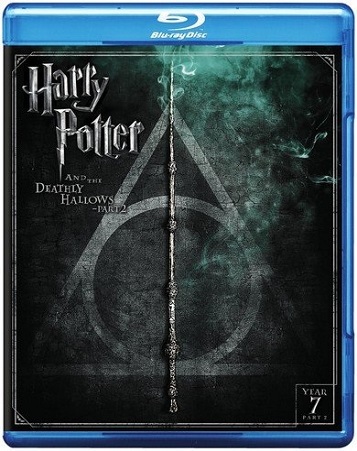 Blu-ray Disc
Harry
Potter
AND THE
DEATHLY
HALLOWS
-PART 2
YEAR
7
PART 2